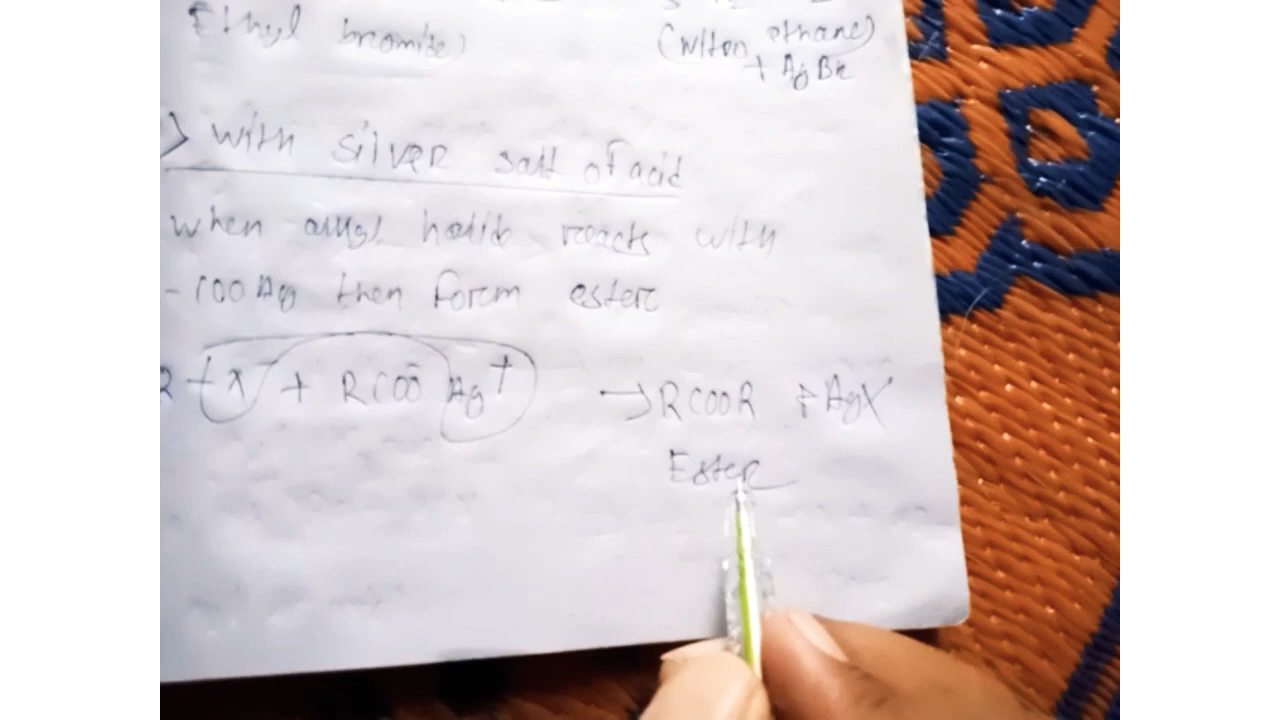 Ethyl bromide) (Nitro ethane)
+ AgBr
> With silver salt of acid
when alkyl halide reacts with
-COOAg then form ester
R - X + RCOO⁻ Ag⁺ → RCOOR + AgX
Ester